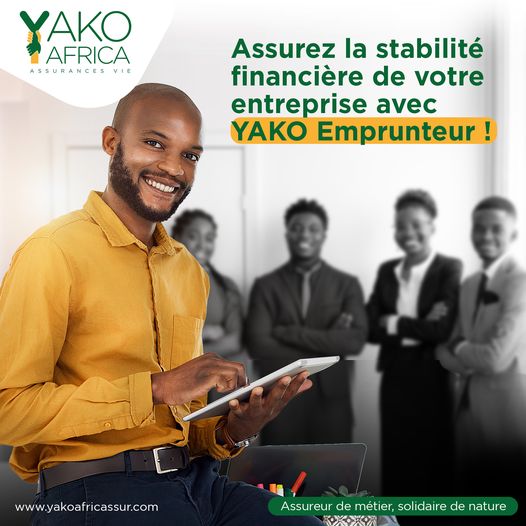 YAKO
AFRICA
ASSURANCES VIE
Assurez la stabilité
financière de votre
entreprise avec
YAKO Emprunteur !
www.yakoafricassur.com
Assureur de métier, solidaire de nature